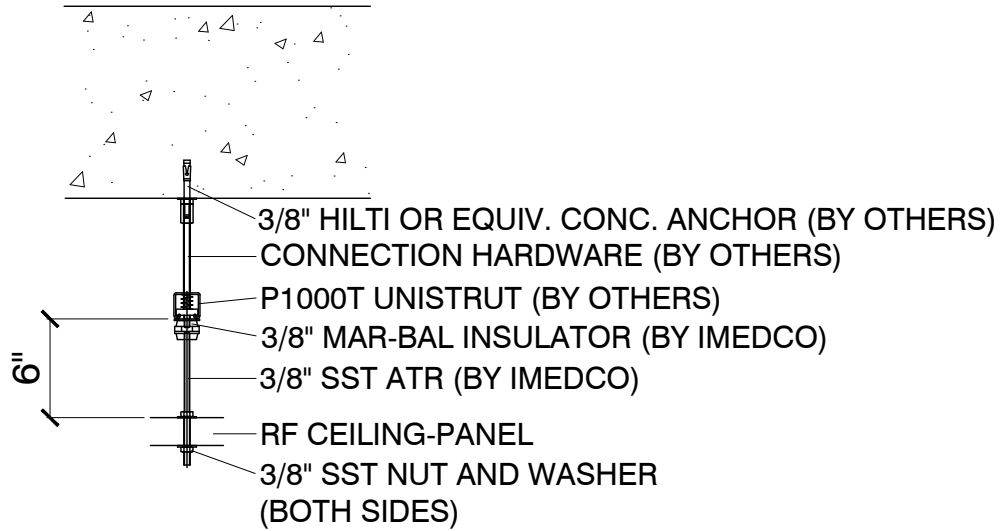 3/8" HILTI OR EQUIV. CONC. ANCHOR (BY OTHERS)
CONNECTION HARDWARE (BY OTHERS)
P1000T UNISTRUT (BY OTHERS)
3/8" MAR-BAL INSULATOR (BY IMEDCO)
6"
3/8" SST ATR (BY IMEDCO)
RF CEILING-PANEL
3/8" SST NUT AND WASHER
(BOTH SIDES)